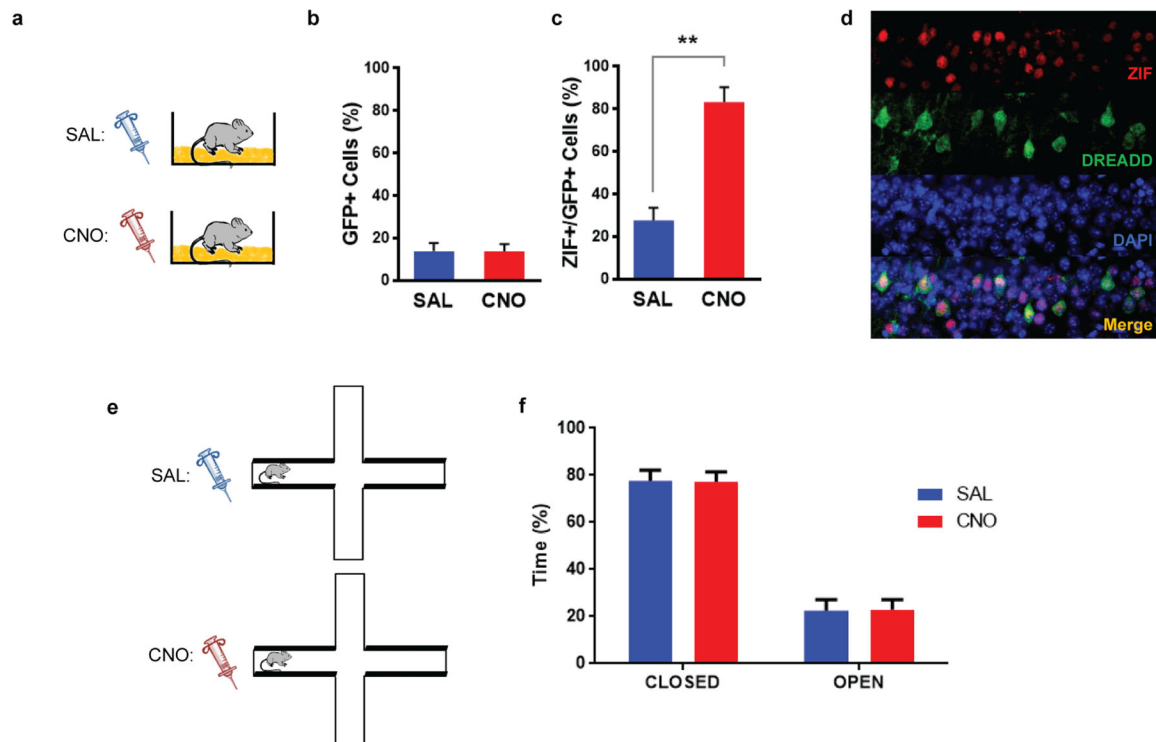 a
SAL:
CNO:
b
GFP+ Cells (%)
100
80
60
40
20
0
SAL CNO
c
**
ZIF+/GFP+ Cells (%)
100
80
60
40
20
0
SAL CNO
d
ZIF
DREADD
DAPI
Merge
e
SAL:
CNO:
f
Time (%)
100
80
60
40
20
0
CLOSED OPEN
SAL
CNO